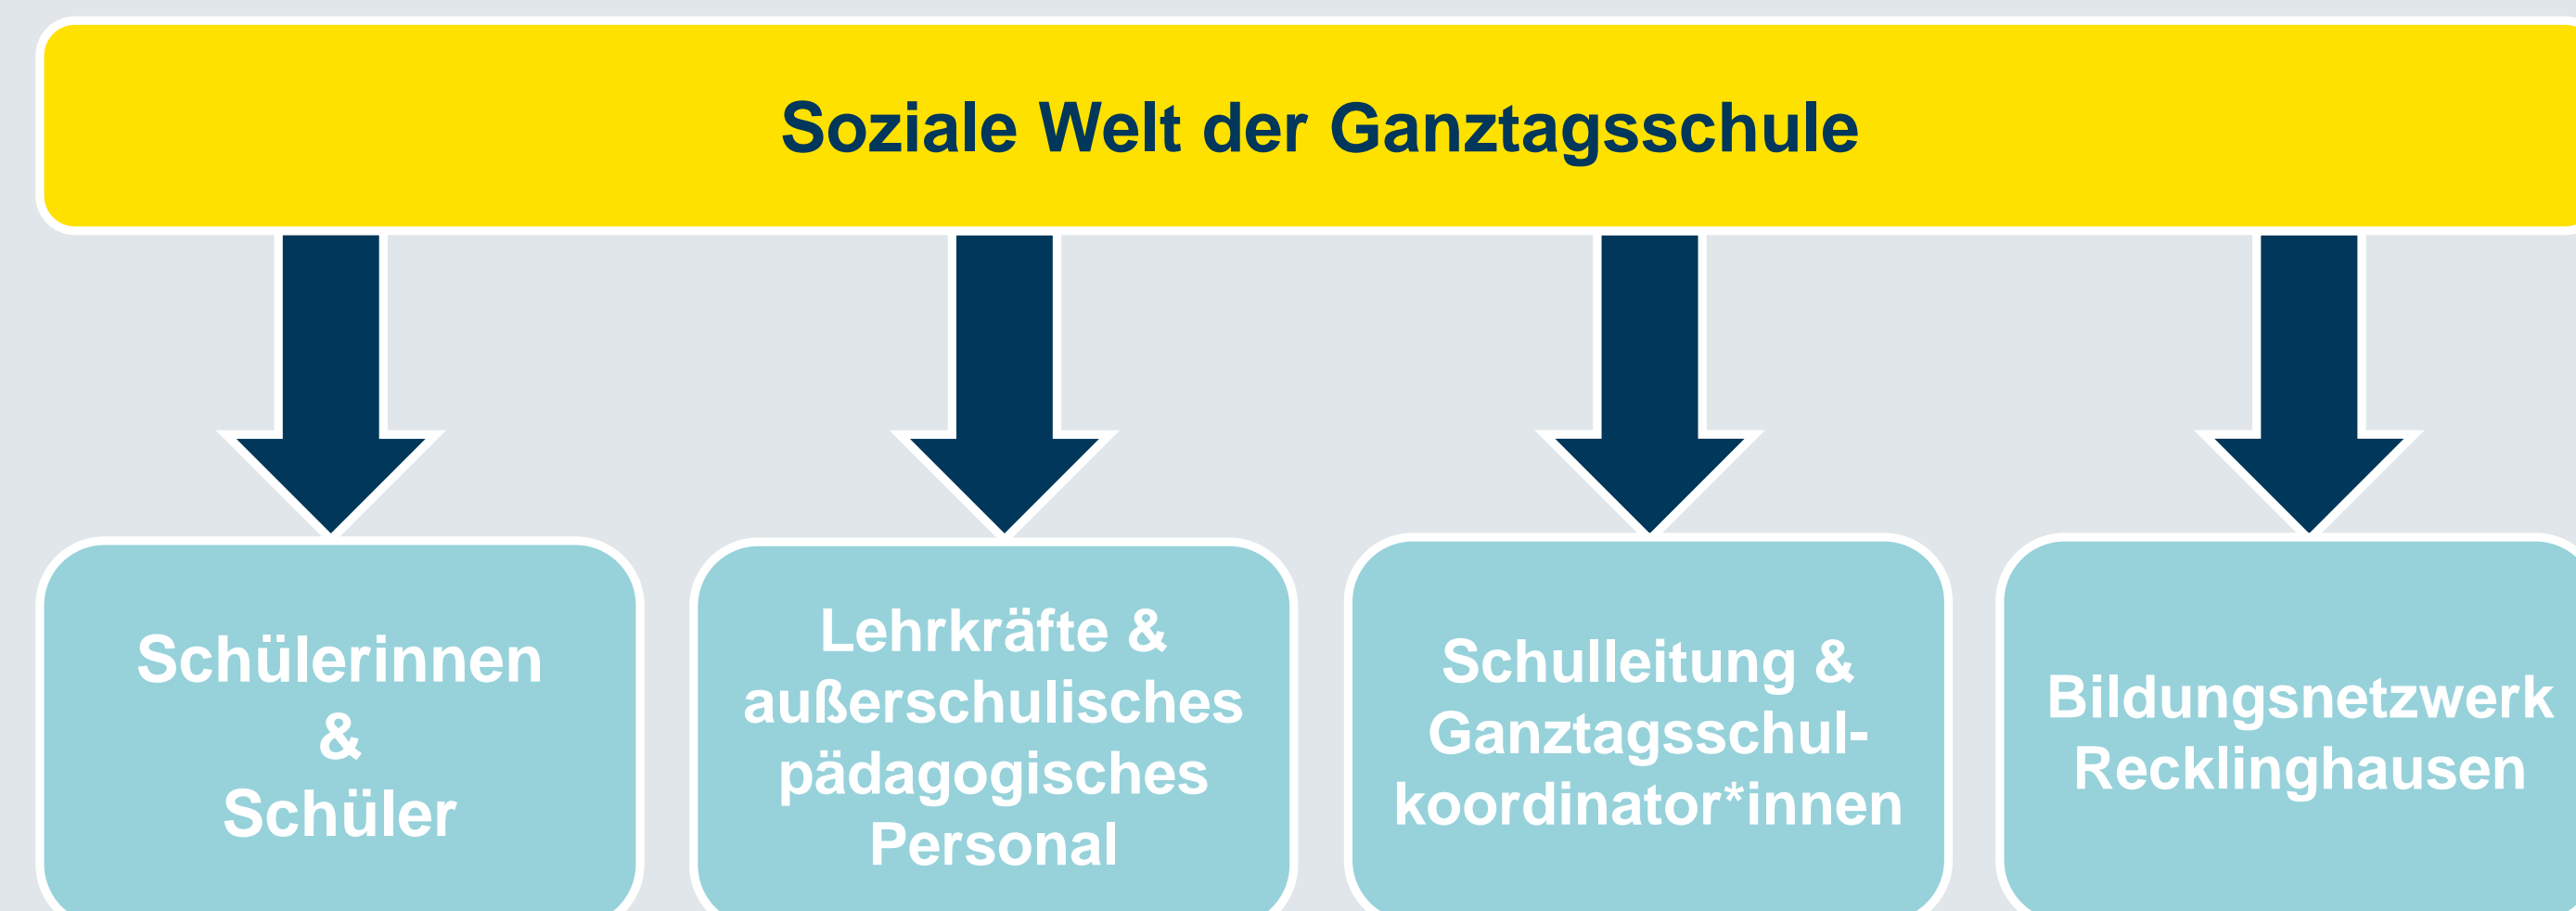 Soziale Welt der Ganztagsschule
Schülerinnen
&
Schüler
Lehrkräfte &
außerschulisches
pädagogisches
Personal
Schulleitung &
Ganztagsschul-
koordinator*innen
Bildungsnetzwerk
Recklinghausen